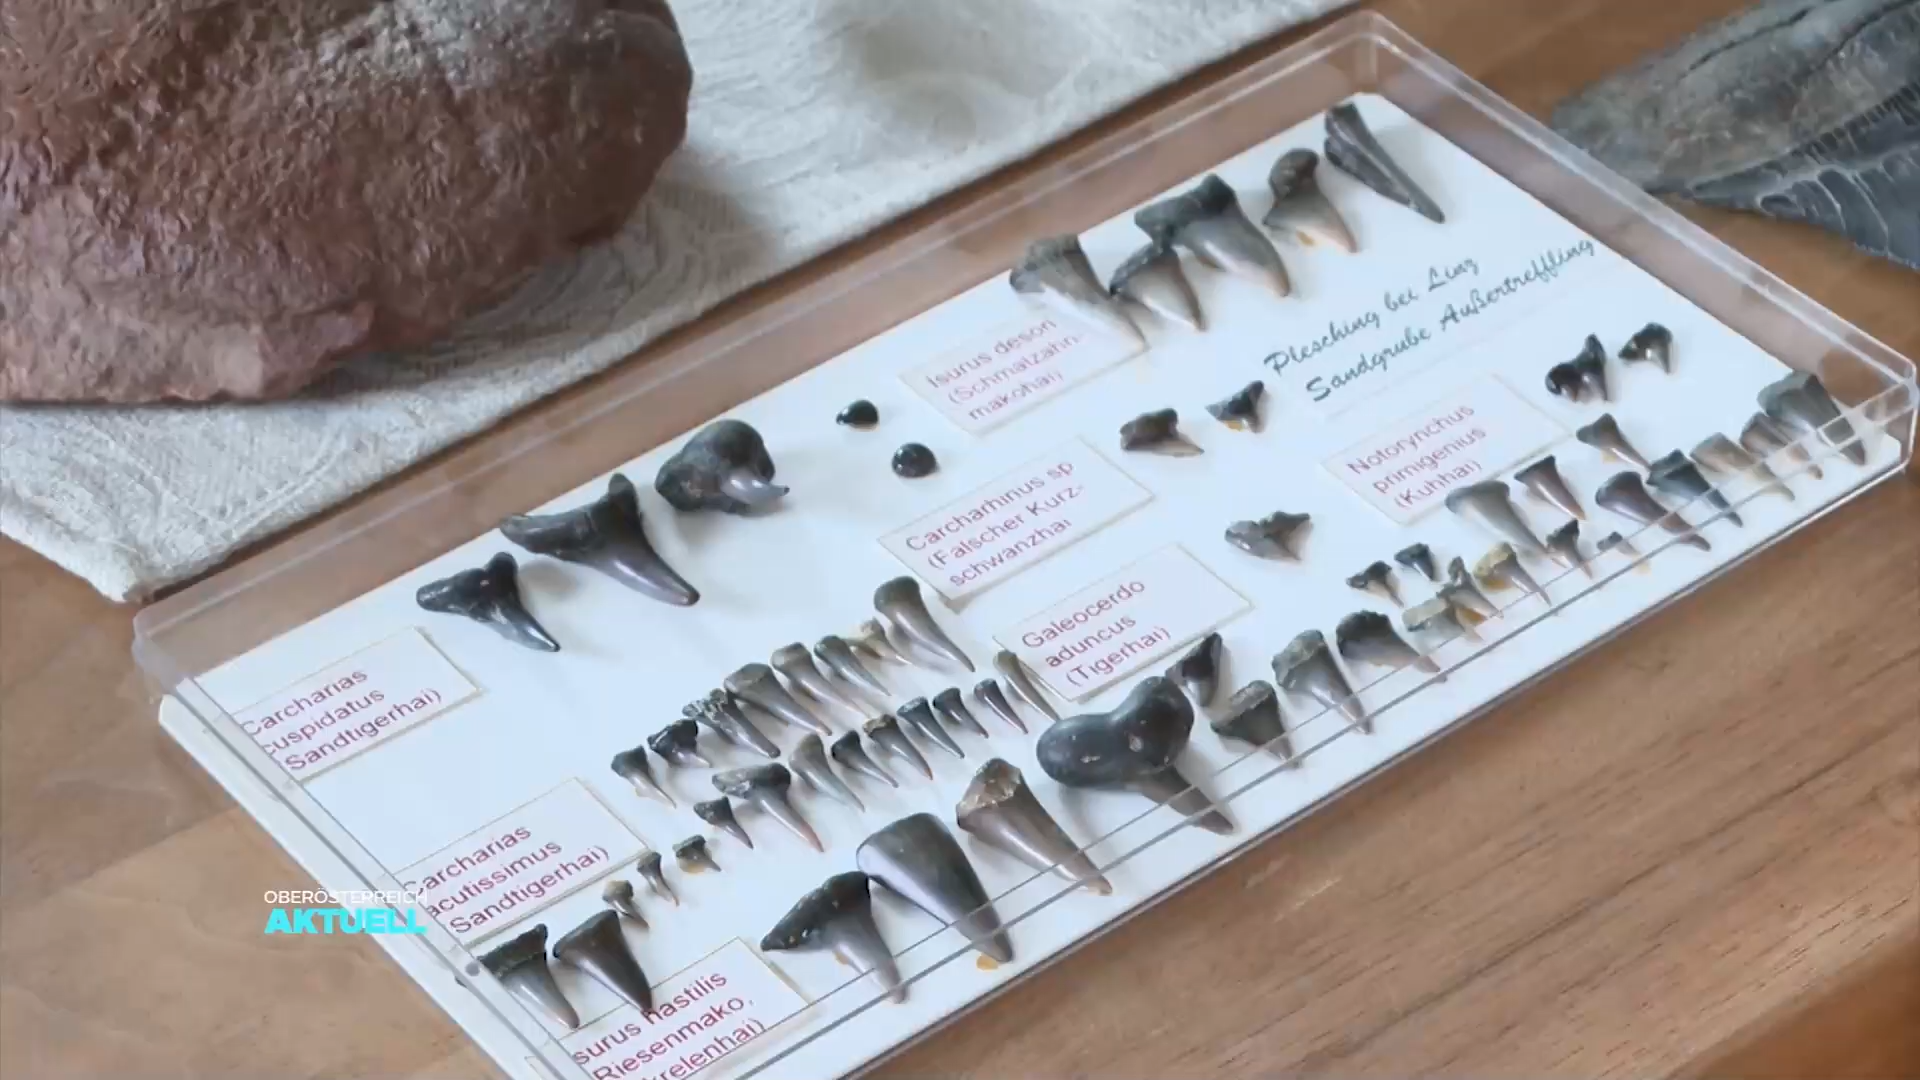 Isurus desori
(Schmalzahn-
makohai)
Plesching bei Linz
Sandgrube Außertreffling
Carcharhinus sp
(Falscher Kurz-
schwanzhai
Notorynchus
primigenius
(Kuhhai)
Galeocerdo
aduncus
(Tigerhai)
Carcharias
cuspidatus
Sandtigerhai)
Carcharias
acutissimus
Sandtigerhai)
surus hastilis
Riesenmako,
krelenhai)
OBERÖSTERREICH
AKTUELL